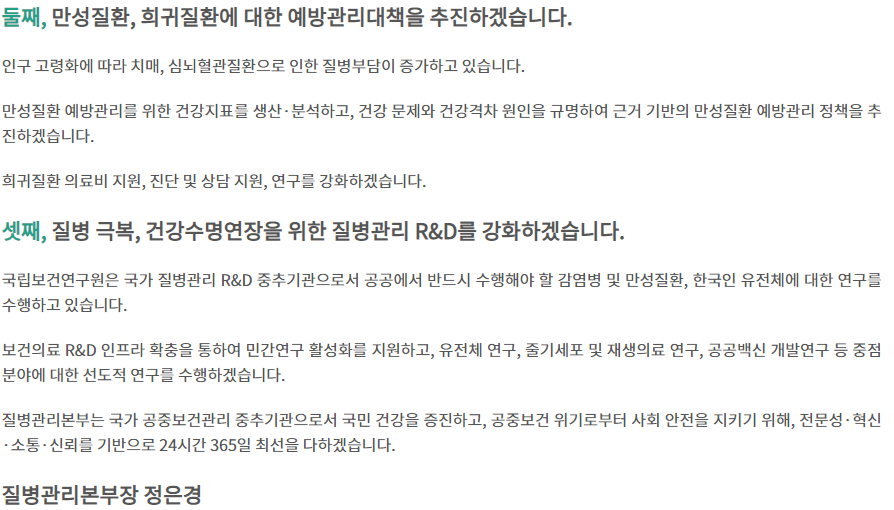 둘째, 만성질환, 희귀질환에 대한 예방관리대책을 추진하겠습니다.
인구 고령화에 따라 치매, 심뇌혈관질환으로 인한 질병부담이 증가하고 있습니다.
만성질환 예방관리를 위한 건강지표를 생산·분석하고, 건강 문제와 건강격차 원인을 규명하여 근거 기반의 만성질환 예방관리 정책을 추
진하겠습니다.
희귀질환 의료비 지원, 진단 및 상담 지원, 연구를 강화하겠습니다.
셋째, 질병 극복, 건강수명연장을 위한 질병관리 R&D를 강화하겠습니다.
국립보건연구원은 국가 질병관리 R&D 중추기관으로서 공공에서 반드시 수행해야 할 감염병 및 만성질환, 한국인 유전체에 대한 연구를
수행하고 있습니다.
보건의료 R&D 인프라 확충을 통하여 민간연구 활성화를 지원하고, 유전체 연구, 줄기세포 및 재생의료 연구, 공공백신 개발연구 등 중점
분야에 대한 선도적 연구를 수행하겠습니다.
질병관리본부는 국가 공중보건관리 중추기관으로서 국민 건강을 증진하고, 공중보건 위기로부터 사회 안전을 지키기 위해, 전문성·혁신
·소통·신뢰를 기반으로 24시간 365일 최선을 다하겠습니다.
질병관리본부장 정은경